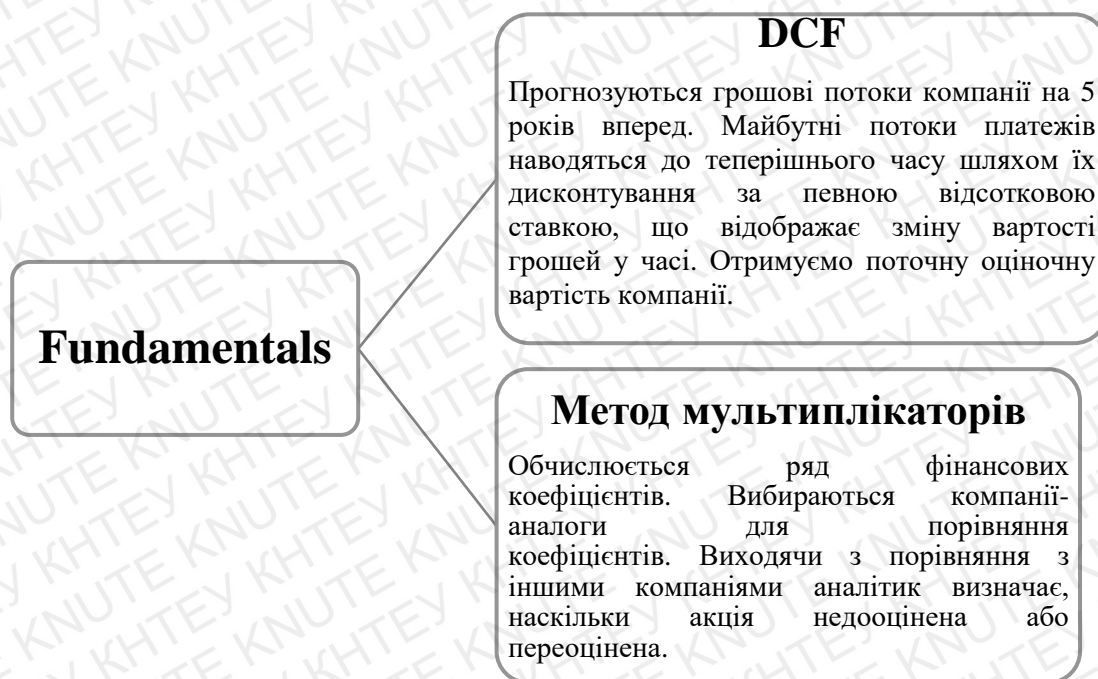 DCF
Прогнозуються грошові потоки компанії на 5
років вперед. Майбутні потоки платежів
наводяться до теперішнього часу шляхом їх
дисконтування за певною відсотковою
ставкою, що відображає зміну вартості
грошей у часі. Отримуємо поточну оціночну
вартість компанії.
Fundamentals
Метод мультиплікаторів
Обчислюється ряд фінансових
коефіцієнтів. Вибираються компанії-
аналоги для порівняння
коефіцієнтів. Виходячи з порівняння з
іншими компаніями аналітик визначає,
наскільки акція недооцінена або
переоцінена.